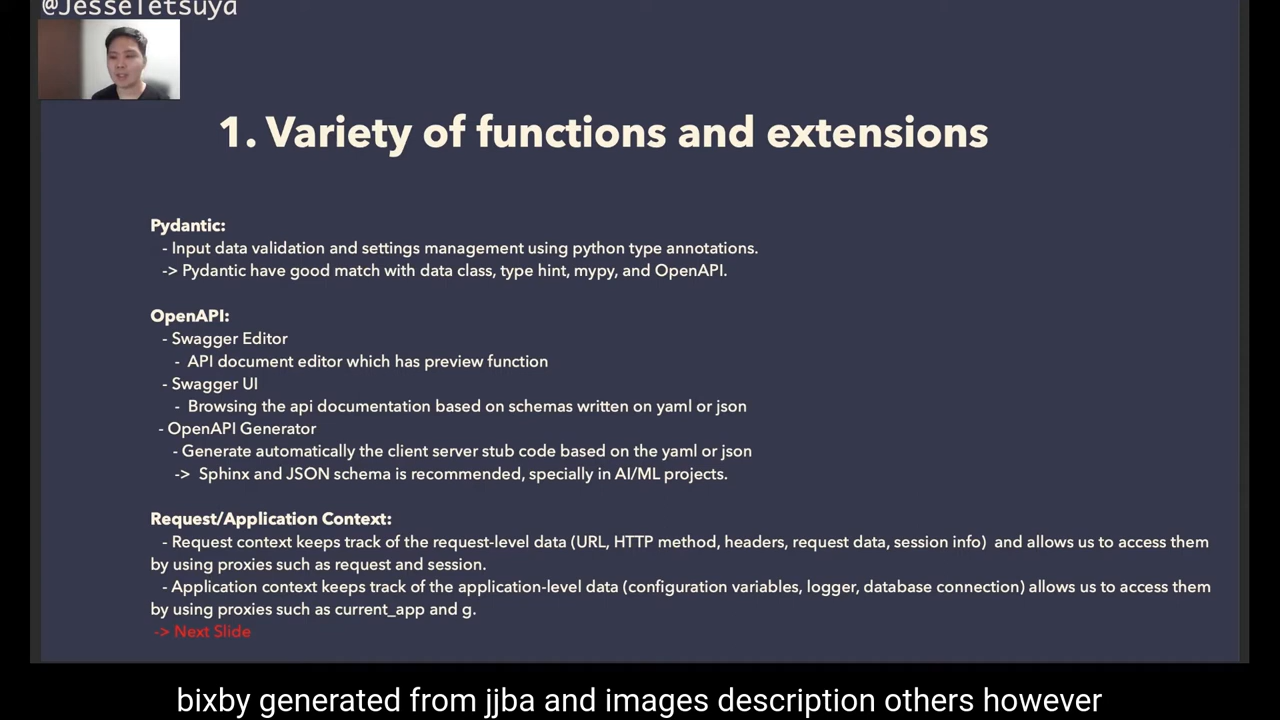 @JesseTetsuya
1. Variety of functions and extensions
Pydantic:
- Input data validation and settings management using python type annotations.
-> Pydantic have good match with data class, type hint, mypy, and OpenAPI.
OpenAPI:
- Swagger Editor
- API document editor which has preview function
- Swagger UI
- Browsing the api documentation based on schemas written on yaml or json
- OpenAPI Generator
- Generate automatically the client server stub code based on the yaml or json
-> Sphinx and JSON schema is recommended, specially in AI/ML projects.
Request/Application Context:
- Request context keeps track of the request-level data (URL, HTTP method, headers, request data, session info) and allows us to access them
by using proxies such as request and session.
- Application context keeps track of the application-level data (configuration variables, logger, database connection) allows us to access them
by using proxies such as current_app and g.
-> Next Slide
bixby generated from jjba and images description others however